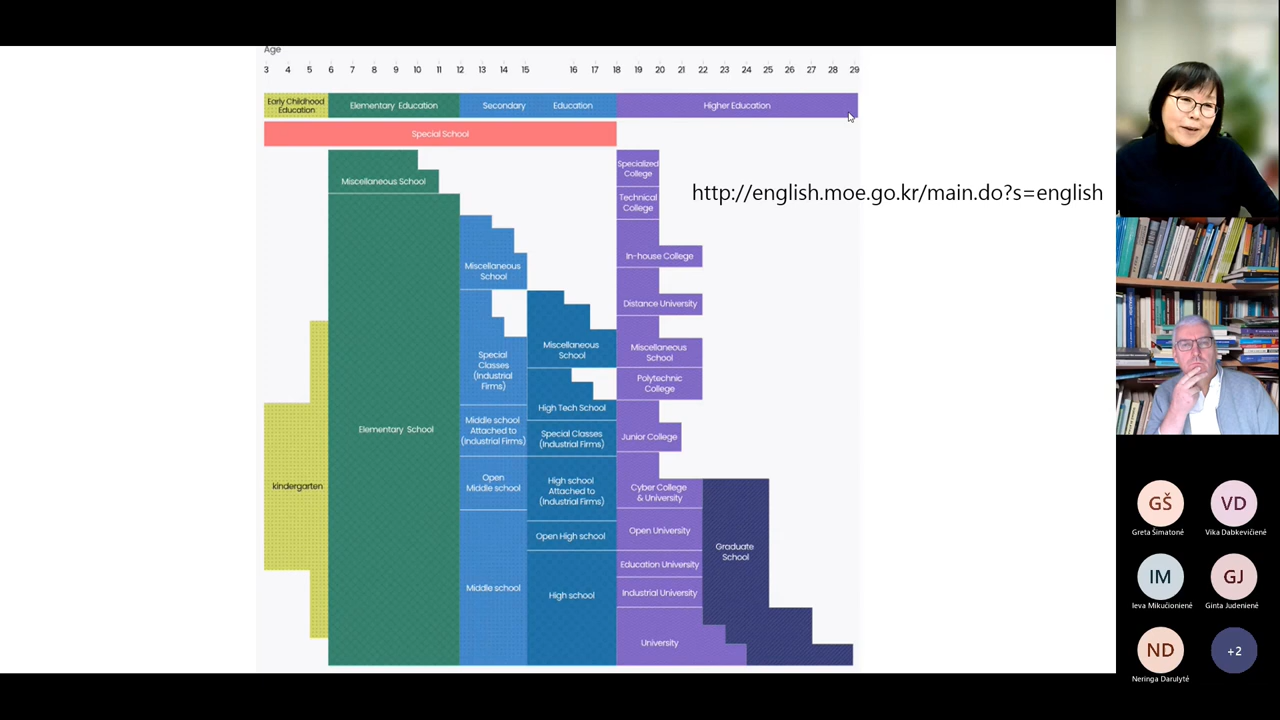 Age
3 4 5 6 7 8 9 10 11 12 13 14 15 16 17 18 19 20 21 22 23 24 25 26 27 28 29
Early Childhood
Education
Elementary Education
Secondary Education
Higher Education
Special School
Miscellaneous School
Elementary School
kindergarten
Miscellaneous
School
Special
Classes
(Industrial
Firms)
Middle school
Attached to
(Industrial Firms)
Open
Middle school
Middle school
Miscellaneous
School
High Tech School
Special Classes
(Industrial Firms)
High school
Attached to
(Industrial Firms)
Open High school
High school
Specialized
College
Technical
College
In-house College
Distance University
Miscellaneous
School
Polytechnic
College
Junior College
Cyber College
& University
Open University
Education University
Industrial University
University
Graduate
School
http://english.moe.go.kr/main.do?s=english
GŠ
Greta Šimatonė
VD
Vika Dabkevičienė
IM
Ieva Mikučionienė
GJ
Ginta Judenienė
ND
Neringa Darulytė
+2